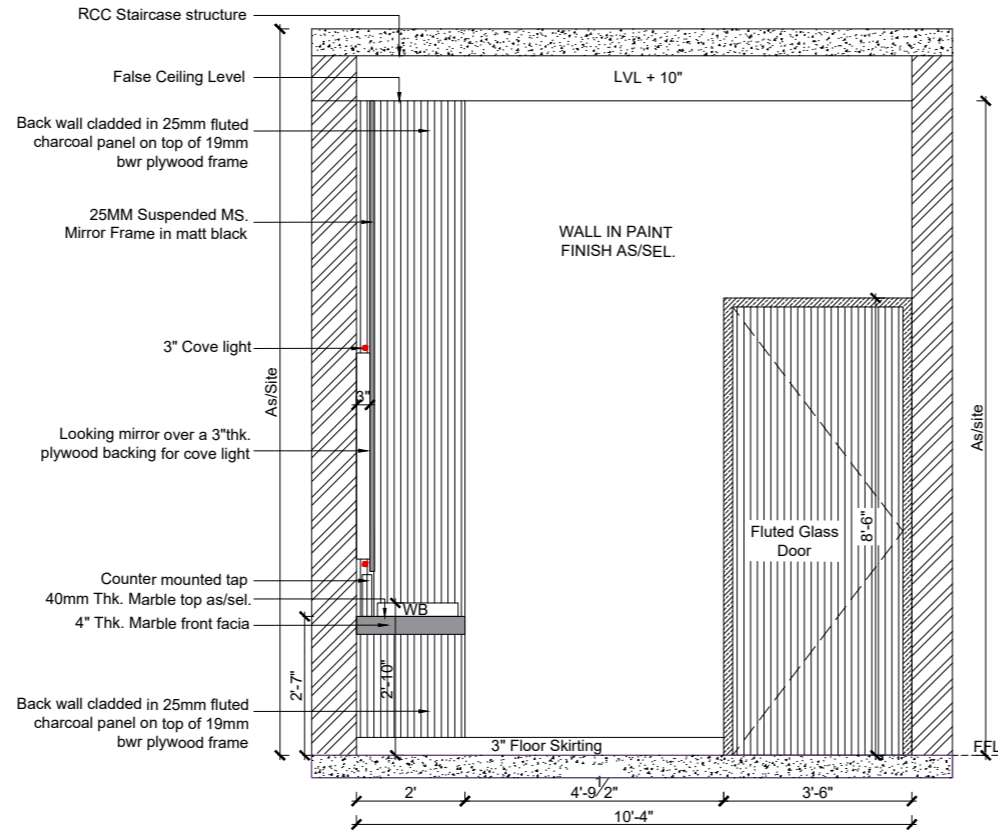 RCC Staircase structure
False Ceiling Level
LVL + 10"
Back wall cladded in 25mm fluted
charcoal panel on top of 19mm
bwr plywood frame
25MM Suspended MS.
Mirror Frame in matt black
WALL IN PAINT
FINISH AS/SEL.
3" Cove light
As/Site
3"
As/site
Looking mirror over a 3"thk.
plywood backing for cove light
Fluted Glass
Door
8'-6"
Counter mounted tap
40mm Thk. Marble top as/sel.
4" Thk. Marble front facia
WB
2'-7"
2'-10"
Back wall cladded in 25mm fluted
charcoal panel on top of 19mm
bwr plywood frame
3" Floor Skirting
FFL
2'
4'-9 1/2"
3'-6"
10'-4"